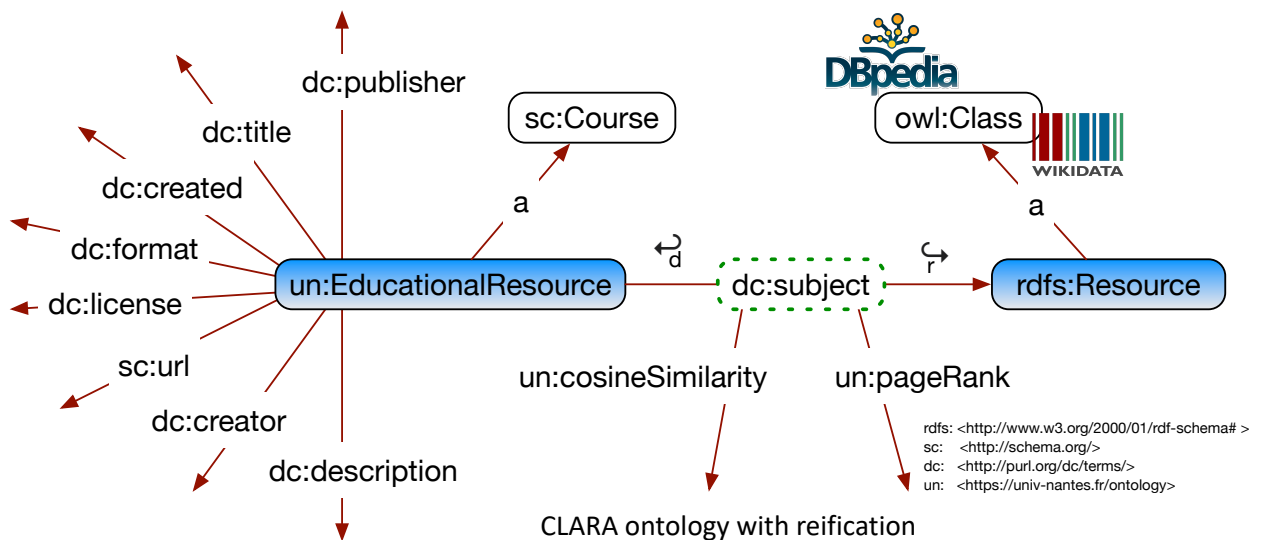 dc:publisher
DBpedia
dc:title
sc:Course
owl:Class
WIKIDATA
dc:created
a
a
dc:format
d
r
un:EducationalResource
dc:subject
rdfs:Resource
dc:license
sc:url
un:cosineSimilarity
un:pageRank
dc:creator
rdfs: <http://www.w3.org/2000/01/rdf-schema# >
sc: <http://schema.org/>
dc: <http://purl.org/dc/terms/>
un: <https://univ-nantes.fr/ontology>
dc:description
CLARA ontology with reification